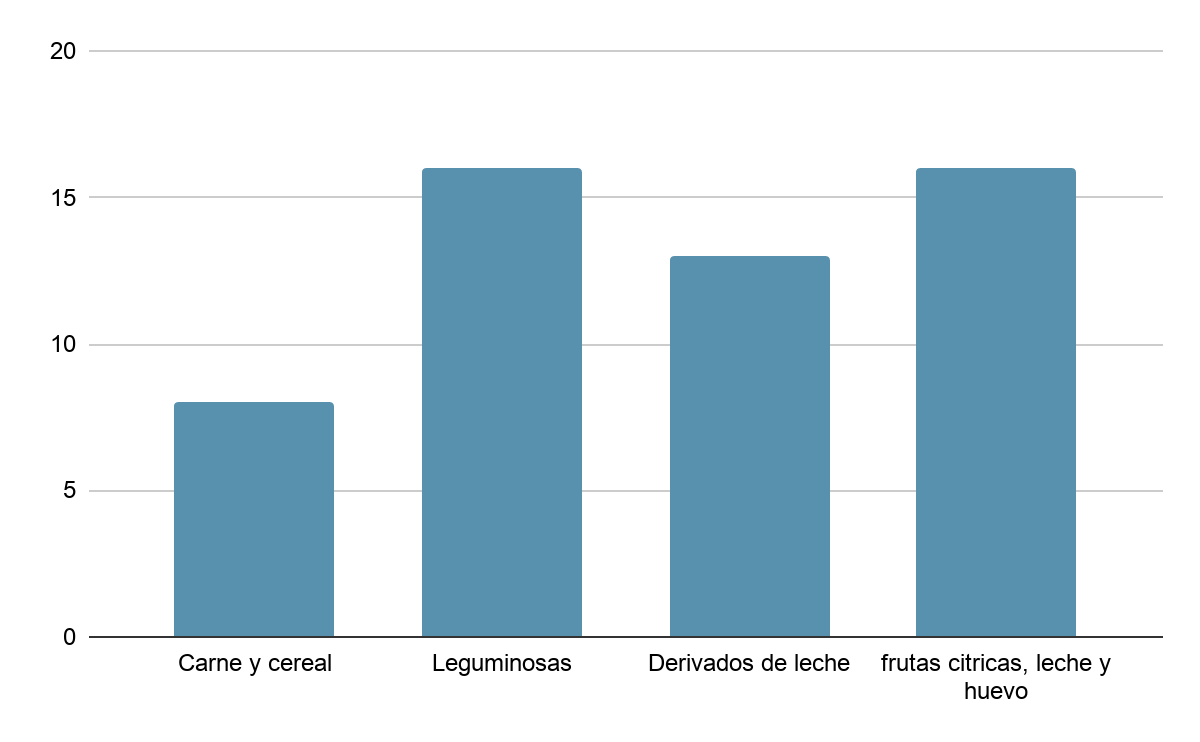 20
15
10
5
0
Carne y cereal
Leguminosas
Derivados de leche
frutas citricas, leche y
huevo